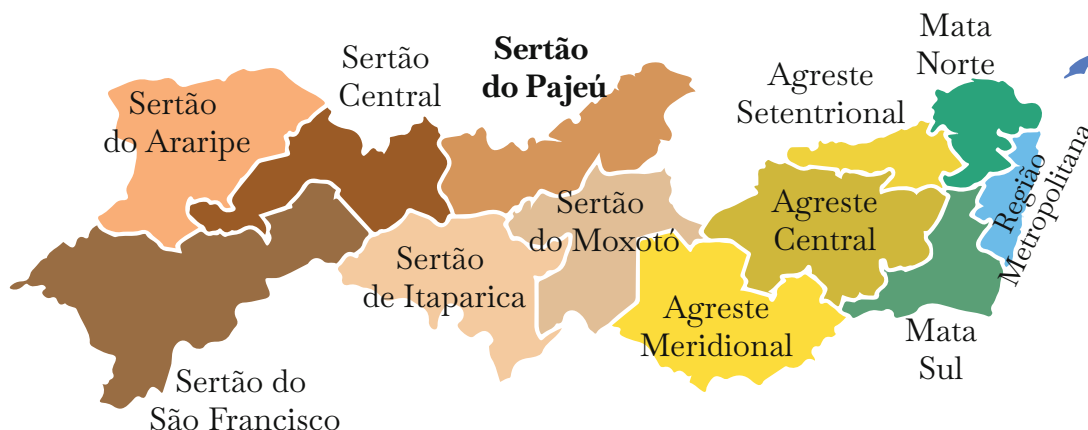 Sertão
do Araripe
Sertão
Central
Sertão
do Pajeú
Agreste
Setentrional
Mata
Norte
Região
Metropolitana
Sertão
do Moxotó
Agreste
Central
Sertão
de Itaparica
Agreste
Meridional
Mata
Sul
Sertão do
São Francisco